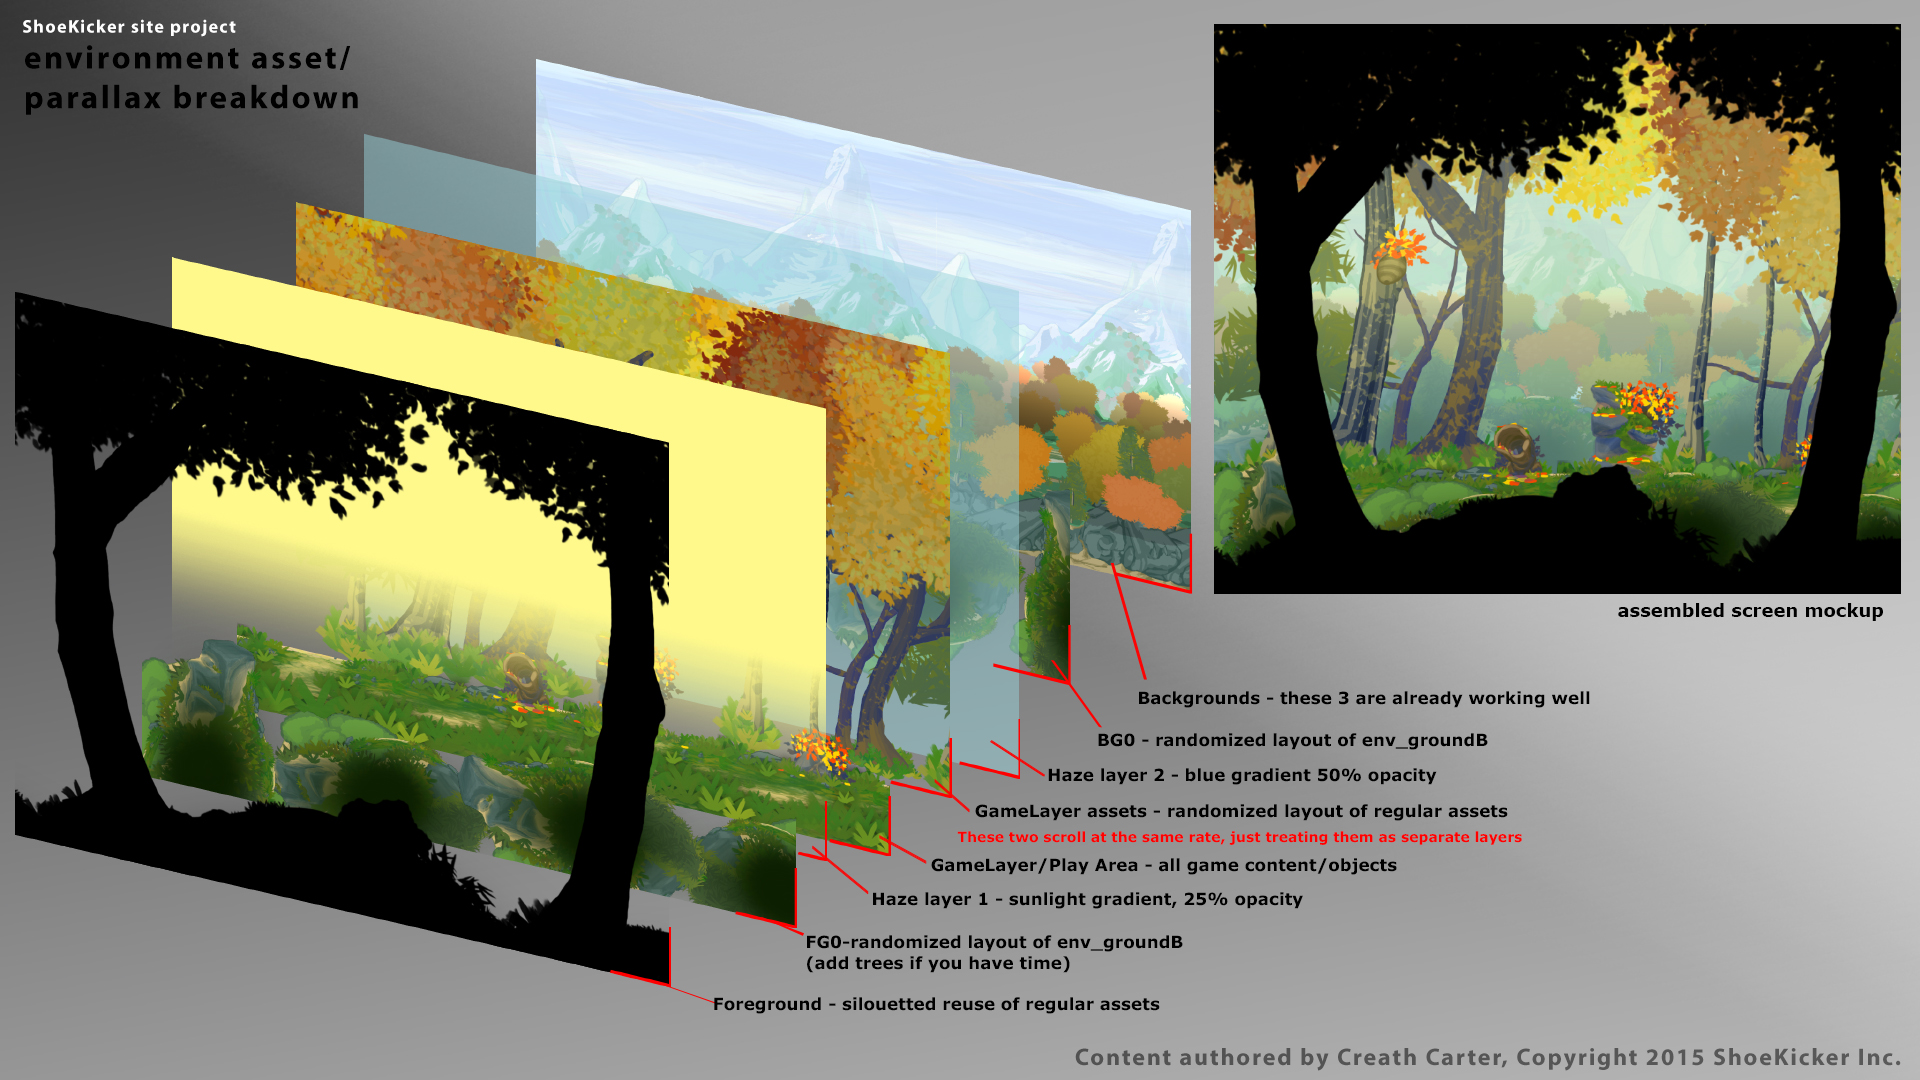 ShoeKicker site project
environment asset/
parallax breakdown
assembled screen mockup
Backgrounds - these 3 are already working well
BG0 - randomized layout of env_groundB
Haze layer 2 - blue gradient 50% opacity
GameLayer assets - randomized layout of regular assets
These two scroll at the same rate, just treating them as separate layers
GameLayer/Play Area - all game content/objects
Haze layer 1 - sunlight gradient, 25% opacity
FG0-randomized layout of env_groundB
(add trees if you have time)
Foreground - silouetted reuse of regular assets
Content authored by Creath Carter, Copyright 2015 ShoeKicker Inc.